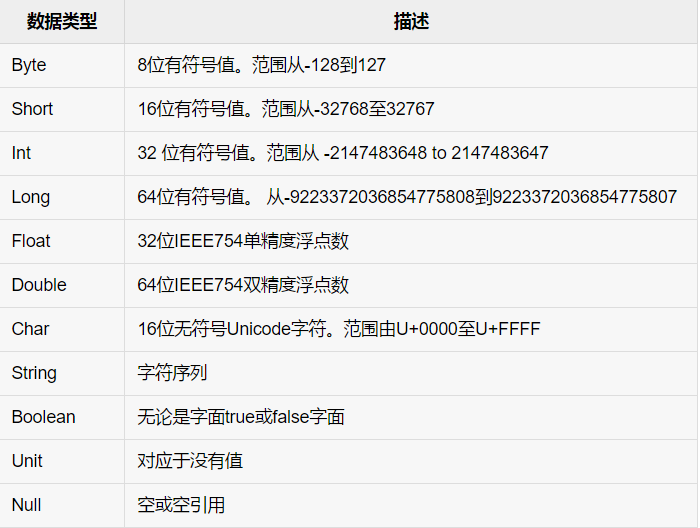 数据类型 描述
Byte 8位有符号值。范围从-128到127
Short 16位有符号值。范围从-32768至32767
Int 32 位有符号值。范围从 -2147483648 to 2147483647
Long 64位有符号值。 从-9223372036854775808到9223372036854775807
Float 32位IEEE754单精度浮点数
Double 64位IEEE754双精度浮点数
Char 16位无符号Unicode字符。范围由U+0000至U+FFFF
String 字符序列
Boolean 无论是字面true或false字面
Unit 对应于没有值
Null 空或空引用